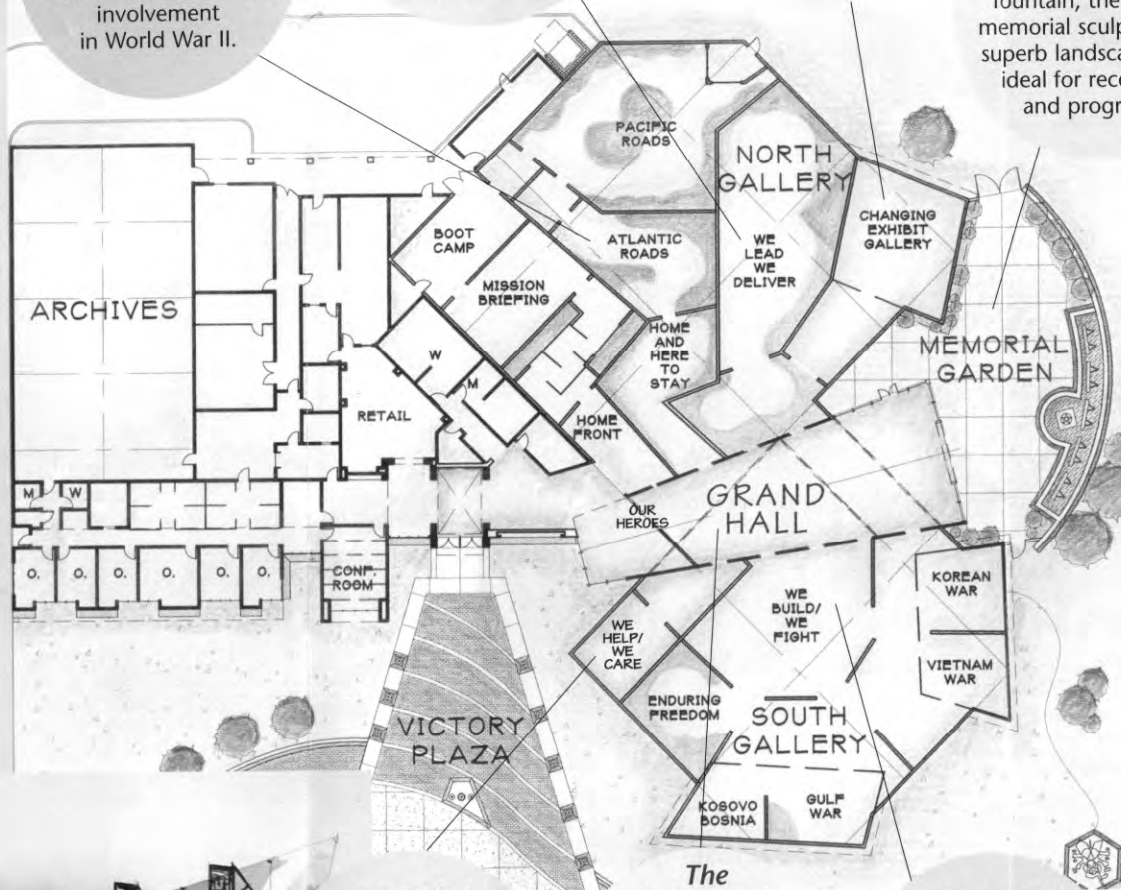 involvement
in World War II.
fountain, the
memorial sculp
superb landsca
ideal for rece
and progr
PACIFIC
ROADS
NORTH
GALLERY
CHANGING
EXHIBIT
GALLERY
BOOT
CAMP
ATLANTIC
ROADS
WE
LEAD
WE
DELIVER
MISSION
BRIEFING
ARCHIVES
HOME
AND
HERE
TO
STAY
MEMORIAL
GARDEN
W
M
RETAIL
HOME
FRONT
M
W
OUR
HEROES
GRAND
HALL
O.
O.
O.
O.
O.
O.
CONF.
ROOM
WE
BUILD/
WE
FIGHT
KOREAN
WAR
WE
HELP/
WE
CARE
VIETNAM
WAR
ENDURING
FREEDOM
SOUTH
GALLERY
VICTORY
PLAZA
KOSOVO
BOSNIA
GULF
WAR
The